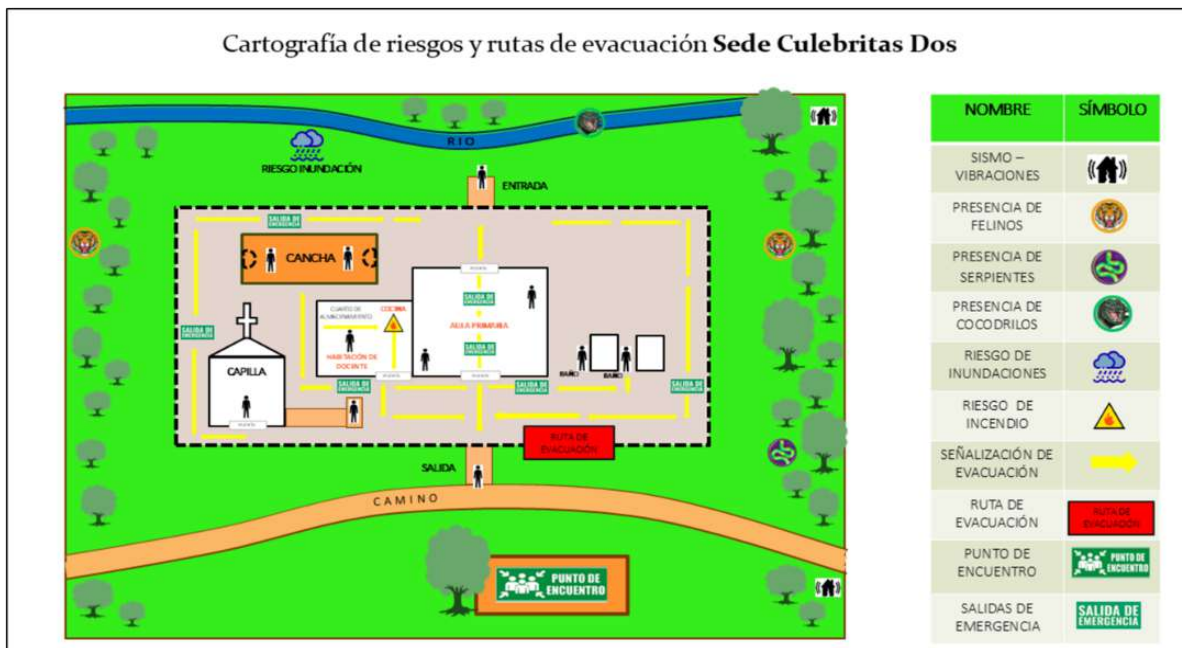 Cartografía de riesgos y rutas de evacuación Sede Culebritas Dos
RIO
RIESGO INUNDACIÓN
ENTRADA
SALIDA DE
EMERGENCIA
CANCHA
CUARTO DE
ALMACENAMIENTO
COCINA
SALIDA DE
EMERGENCIA
SALIDA DE
EMERGENCIA
AULA PRIMARIA
SALIDA DE
EMERGENCIA
HABITACIÓN DE
DOCENTE
CAPILLA
BAÑO
BAÑO
SALIDA DE
EMERGENCIA
SALIDA DE
EMERGENCIA
SALIDA DE
EMERGENCIA
RUTA DE
EVACUACIÓN
SALIDA
CAMINO
PUNTO DE
ENCUENTRO
NOMBRE SÍMBOLO
SISMO –
VIBRACIONES
PRESENCIA DE
FELINOS
PRESENCIA DE
SERPIENTES
PRESENCIA DE
COCODRILOS
RIESGO DE
INUNDACIONES
RIESGO DE
INCENDIO
SEÑALIZACIÓN DE
EVACUACIÓN
RUTA DE
EVACUACIÓN
RUTA DE
EVACUACIÓN
PUNTO DE
ENCUENTRO
PUNTO DE
ENCUENTRO
SALIDAS DE
EMERGENCIA
SALIDA DE
EMERGENCIA